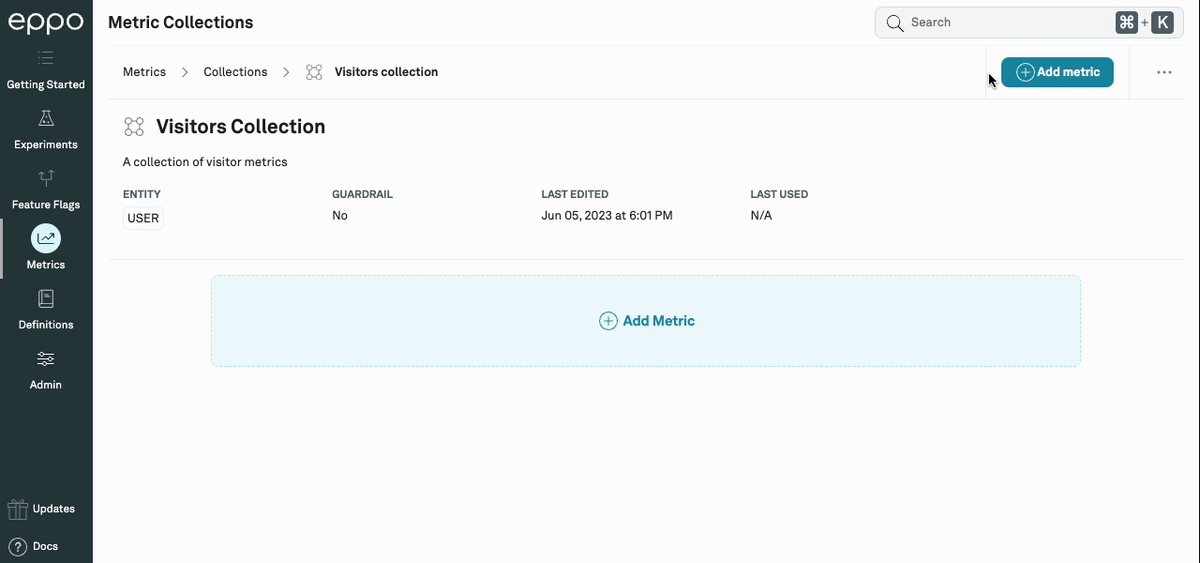 eppo
Getting Started
Experiments
Feature Flags
Metrics
Definitions
Admin
Updates
? Docs
Metric Collections
Search ⌘ + K
Metrics > Collections > Visitors collection
Add metric ...
Visitors Collection
A collection of visitor metrics
ENTITY GUARDRAIL LAST EDITED LAST USED
USER No Jun 05, 2023 at 6:01 PM N/A
Add Metric